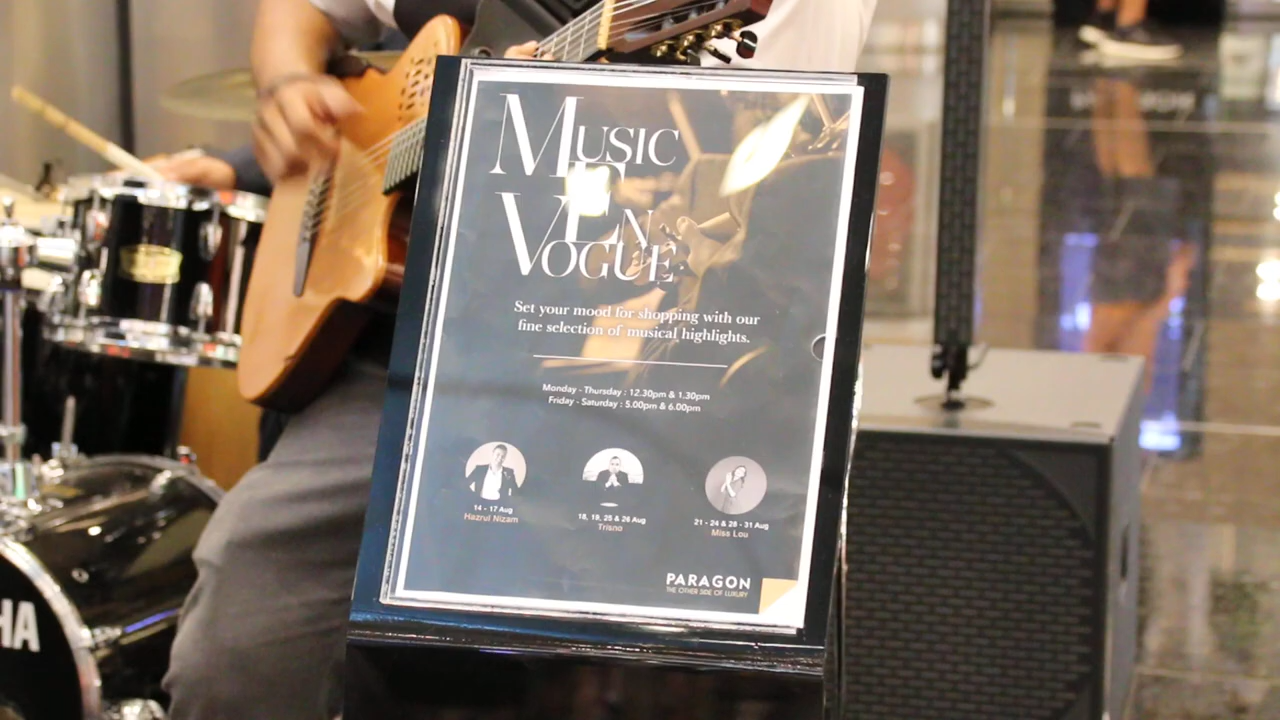 MUSIC
EN
VOGUE
Set your mood for shopping with our
fine selection of musical highlights.
Monday - Thursday : 12.30pm & 1.30pm
Friday - Saturday : 5.00pm & 6.00pm
14 - 17 Aug
Hazrul Nizam
18, 19, 25 & 26 Aug
Trisno
21 - 24 & 28 - 31 Aug
Miss Lou
PARAGON
THE OTHER SIDE OF LUXURY
HA